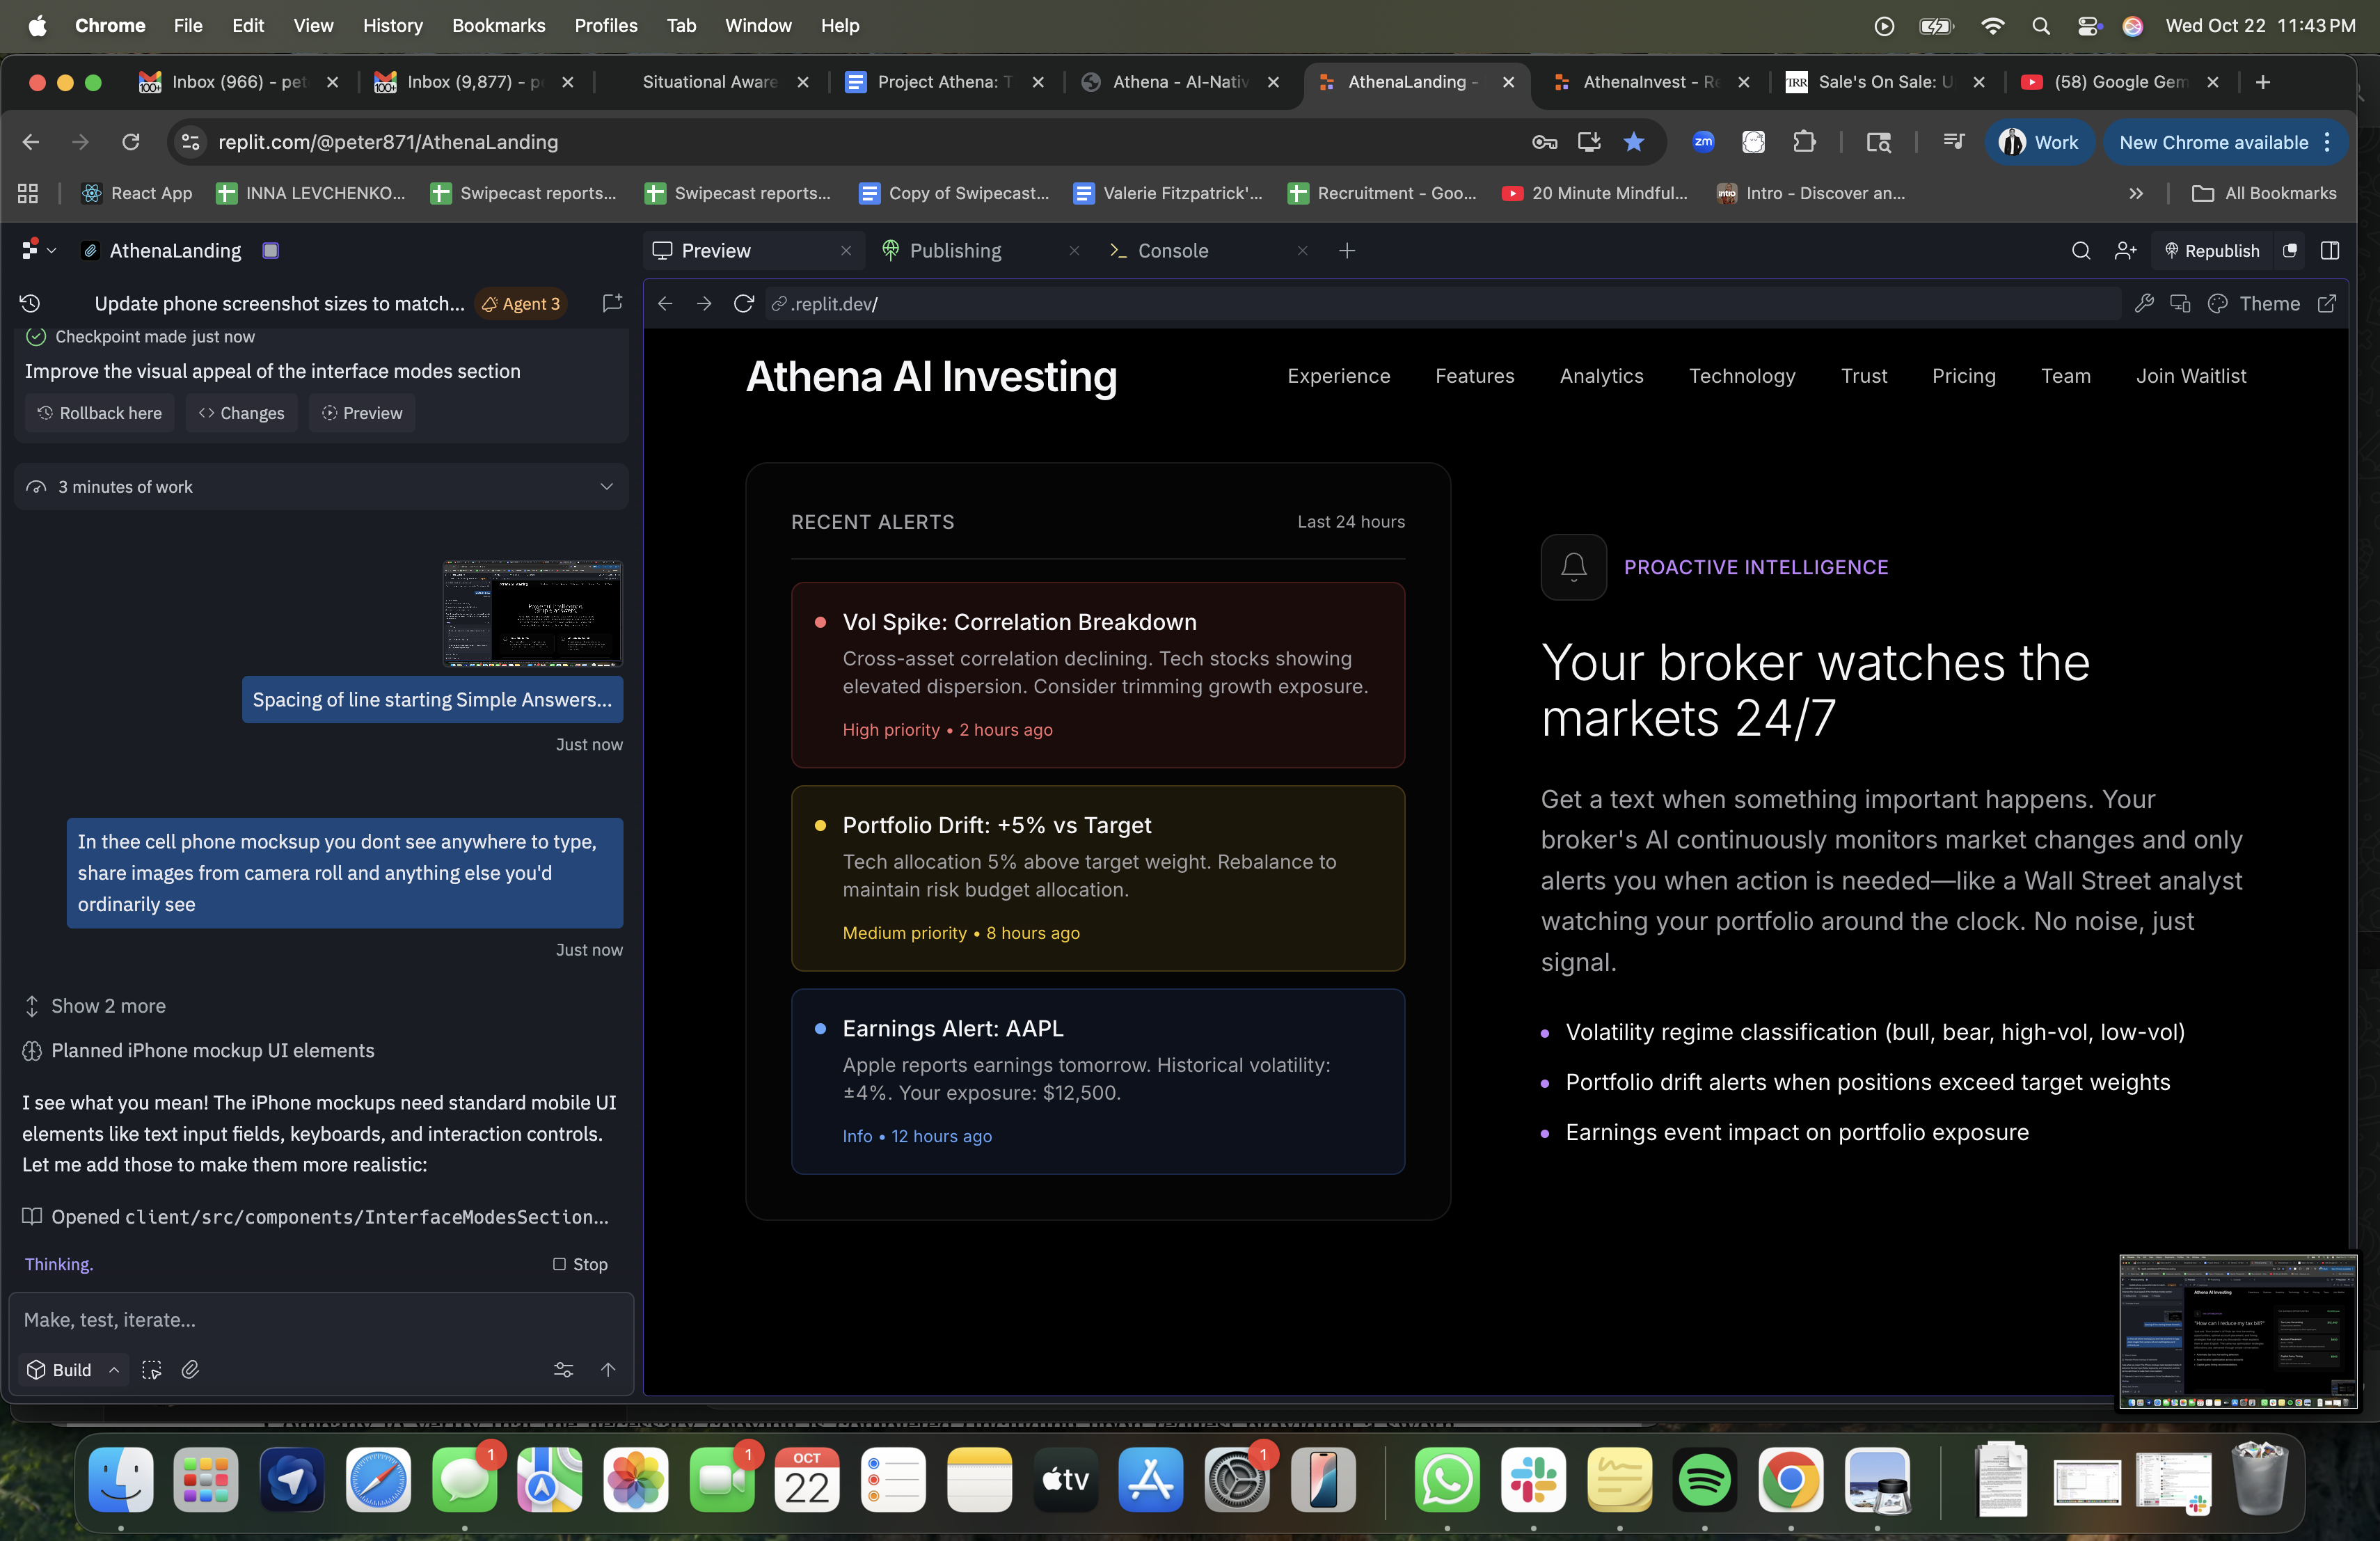 Chrome File Edit View History Bookmarks Profiles Tab Window Help
Wed Oct 22 11:43 PM
Inbox (966) - pet
Inbox (9,877) - p
Situational Aware
Project Athena: T
Athena - AI-Nativ
AthenaLanding -
AthenaInvest - Re
Sale's On Sale: U
(58) Google Gem
replit.com/@peter871/AthenaLanding
zm
Work
New Chrome available
React App
INNA LEVCHENKO...
Swipecast reports...
Swipecast reports...
Copy of Swipecast...
Valerie Fitzpatrick'...
Recruitment - Goo...
20 Minute Mindful...
Intro - Discover an...
All Bookmarks
AthenaLanding
Preview
Publishing
Console
Republish
Update phone screenshot sizes to match...
Agent 3
.replit.dev/
Theme
Checkpoint made just now
Improve the visual appeal of the interface modes section
Rollback here
Changes
Preview
3 minutes of work
Spacing of line starting Simple Answers...
Just now
In thee cell phone mocksup you dont see anywhere to type,
share images from camera roll and anything else you'd
ordinarily see
Just now
Show 2 more
Planned iPhone mockup UI elements
I see what you mean! The iPhone mockups need standard mobile UI
elements like text input fields, keyboards, and interaction controls.
Let me add those to make them more realistic:
Opened client/src/components/InterfaceModesSection...
Thinking.
Stop
Make, test, iterate...
Build
Athena AI Investing
Experience
Features
Analytics
Technology
Trust
Pricing
Team
Join Waitlist
RECENT ALERTS
Last 24 hours
Vol Spike: Correlation Breakdown
Cross-asset correlation declining. Tech stocks showing
elevated dispersion. Consider trimming growth exposure.
High priority • 2 hours ago
Portfolio Drift: +5% vs Target
Tech allocation 5% above target weight. Rebalance to
maintain risk budget allocation.
Medium priority • 8 hours ago
Earnings Alert: AAPL
Apple reports earnings tomorrow. Historical volatility:
±4%. Your exposure: $12,500.
Info • 12 hours ago
PROACTIVE INTELLIGENCE
Your broker watches the
markets 24/7
Get a text when something important happens. Your
broker's AI continuously monitors market changes and only
alerts you when action is needed—like a Wall Street analyst
watching your portfolio around the clock. No noise, just
signal.
• Volatility regime classification (bull, bear, high-vol, low-vol)
• Portfolio drift alerts when positions exceed target weights
• Earnings event impact on portfolio exposure
Athena AI Investing
"How can I reduce my tax bill?"
1
1
OCT
22
tv
1